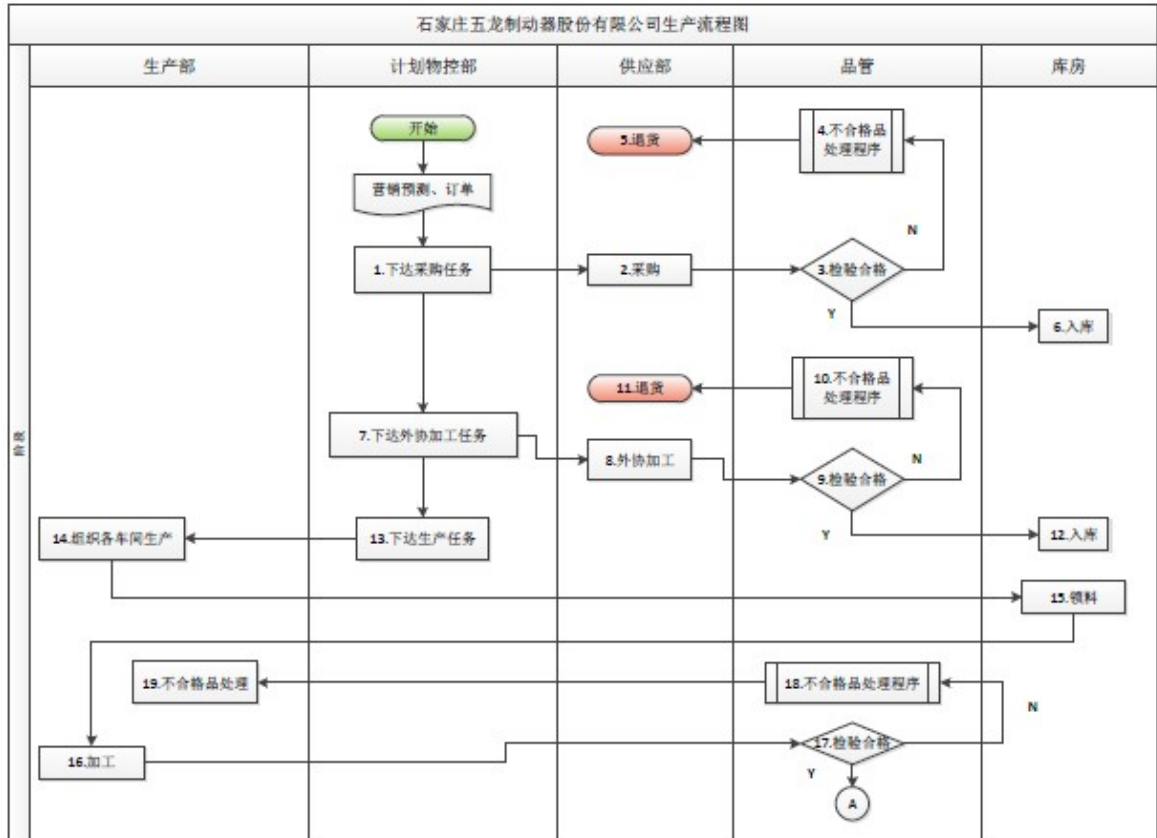 石家庄五龙制动器股份有限公司生产流程图
生产部
计划物控部
供应部
品管
库房
阶段
开始
5.退货
4.不合格品
处理程序
营销预测、订单
N
1.下达采购任务
2.采购
3.检验合格
Y
6.入库
11.退货
10.不合格品
处理程序
7.下达外协加工任务
8.外协加工
N
9.检验合格
Y
14.组织各车间生产
13.下达生产任务
12.入库
15.领料
19.不合格品处理
18.不合格品处理程序
N
16.加工
17.检验合格
Y
A